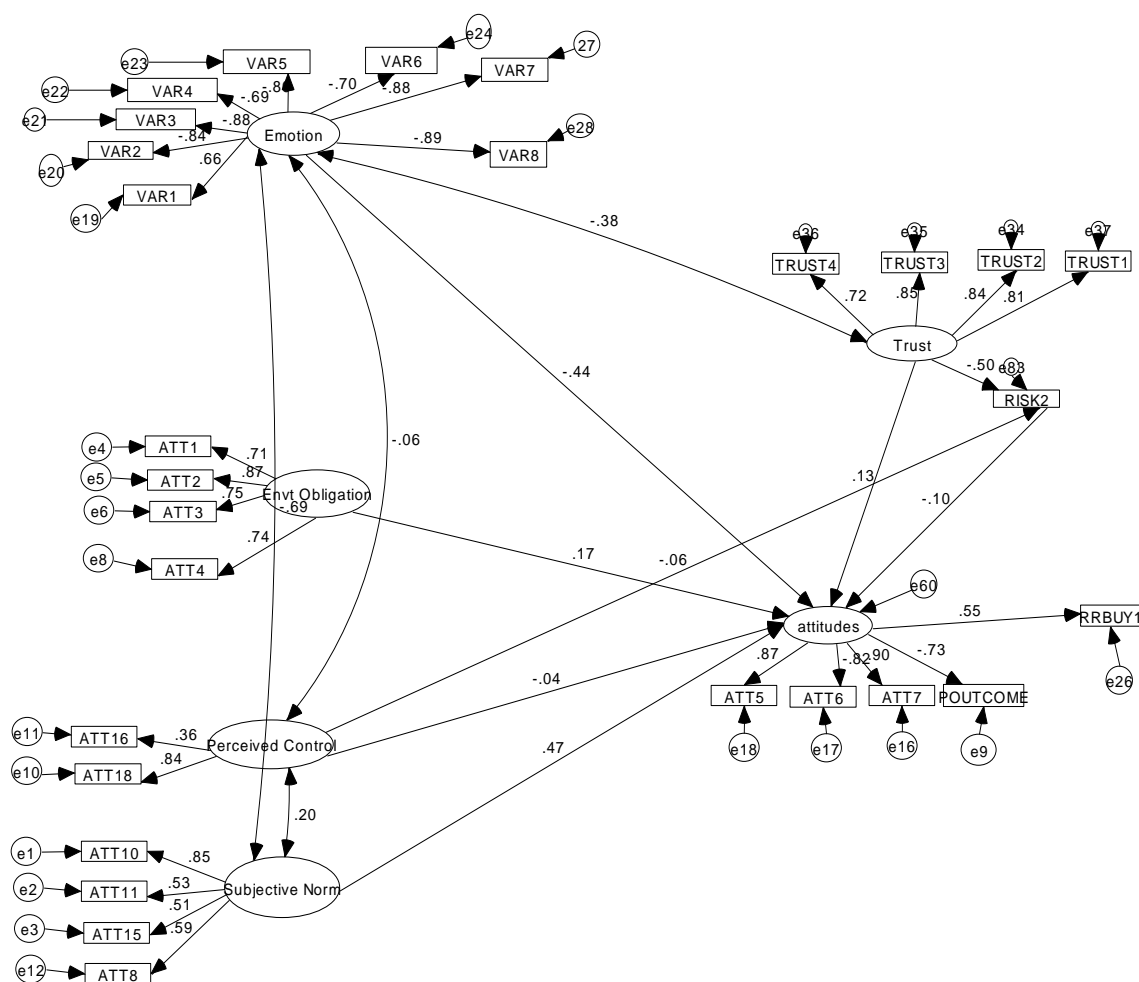 e24
e23
VAR5
VAR6
27
VAR7
e22
VAR4
-.8
-.70
-.88
-.69
e21
VAR3
-.88
Emotion
e28
VAR2
-.84
-.89
VAR8
e20
.66
VAR1
e19
-.38
e36
e35
e34
e37
TRUST4
TRUST3
TRUST2
TRUST1
.72
.85
.84
.81
Trust
-.44
-.50
e83
RISK2
e4
ATT1
.71
-.06
e5
ATT2
.87
.13
Envt Obligation
.75
-.69
-.10
e6
ATT3
.74
e8
ATT4
.17
-.06
e60
attitudes
.55
RRBUY1
.87
-.82
.90
-.73
-.04
ATT5
ATT6
ATT7
POUTCOME
e26
e11
ATT16
.36
Perceived Control
.47
e18
e17
e16
e9
e10
ATT18
.84
.20
e1
ATT10
.85
e2
ATT11
.53
Subjective Norm
.51
e3
ATT15
.59
e12
ATT8